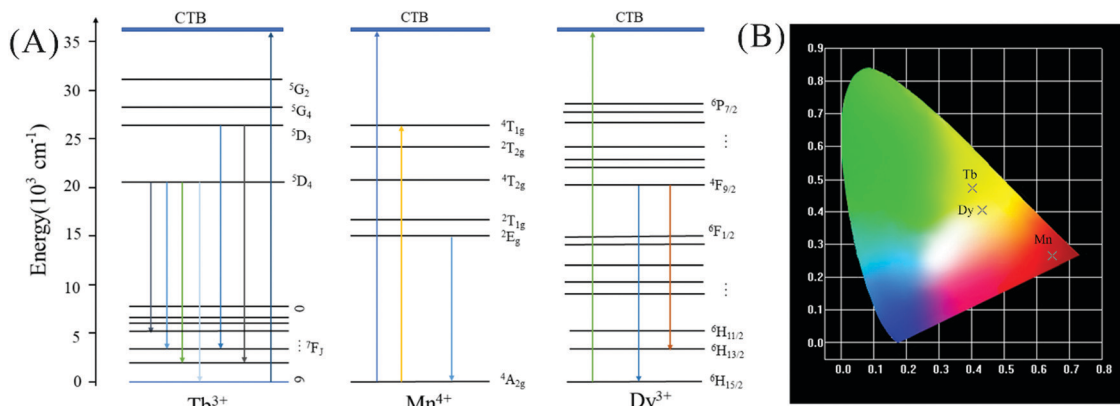 (A)
Energy(10³ cm⁻¹)
35
30
25
20
15
10
5
0
CTB
⁵G₂
⁵G₄
⁵D₃
⁵D₄
0
⋮ ⁷F_J
6
Tb³⁺
CTB
⁴T₁g
²T₂g
⁴T₂g
²T₁g
²Eg
⁴A₂g
Mn⁴⁺
CTB
⁶P₇/₂
⋮
⁴F₉/₂
⁶F₁/₂
⋮
⁶H₁₁/₂
⁶H₁₃/₂
⁶H₁₅/₂
Dy³⁺
(B)
0.9
0.8
0.7
0.6
0.5
0.4
0.3
0.2
0.1
0.0
Tb
Dy
Mn
0.0 0.1 0.2 0.3 0.4 0.5 0.6 0.7 0.8